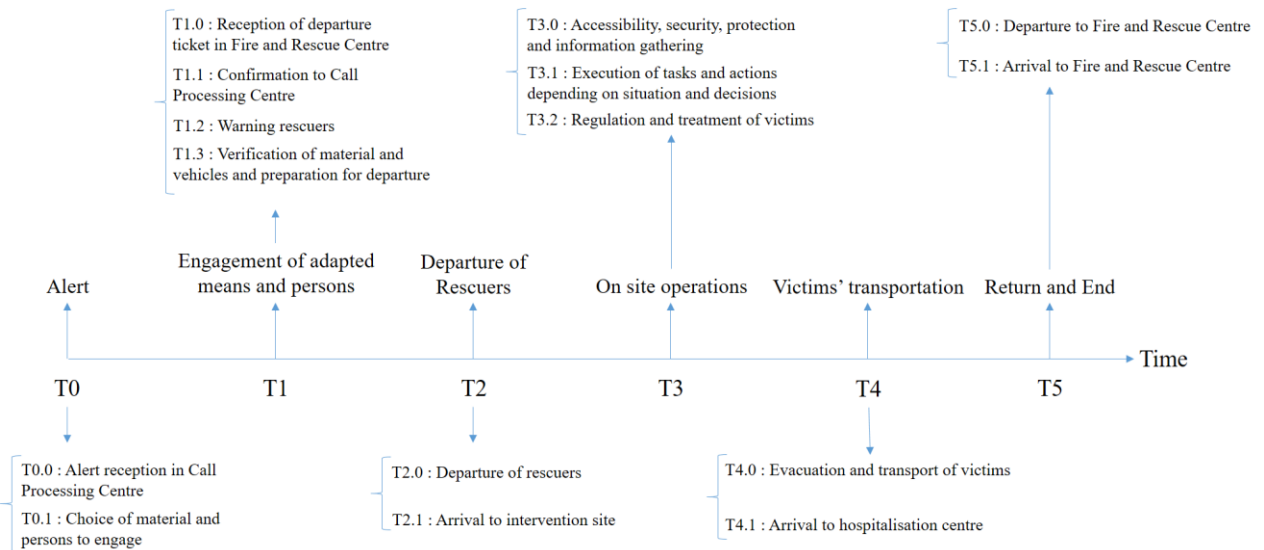 T1.0 : Reception of departure
ticket in Fire and Rescue Centre
T1.1 : Confirmation to Call
Processing Centre
T1.2 : Warning rescuers
T1.3 : Verification of material and
vehicles and preparation for departure
T3.0 : Accessibility, security, protection
and information gathering
T3.1 : Execution of tasks and actions
depending on situation and decisions
T3.2 : Regulation and treatment of victims
T5.0 : Departure to Fire and Rescue Centre
T5.1 : Arrival to Fire and Rescue Centre
Alert
Engagement of adapted
means and persons
Departure of
Rescuers
On site operations
Victims’ transportation
Return and End
Time
T0
T1
T2
T3
T4
T5
T0.0 : Alert reception in Call
Processing Centre
T0.1 : Choice of material and
persons to engage
T2.0 : Departure of rescuers
T2.1 : Arrival to intervention site
T4.0 : Evacuation and transport of victims
T4.1 : Arrival to hospitalisation centre